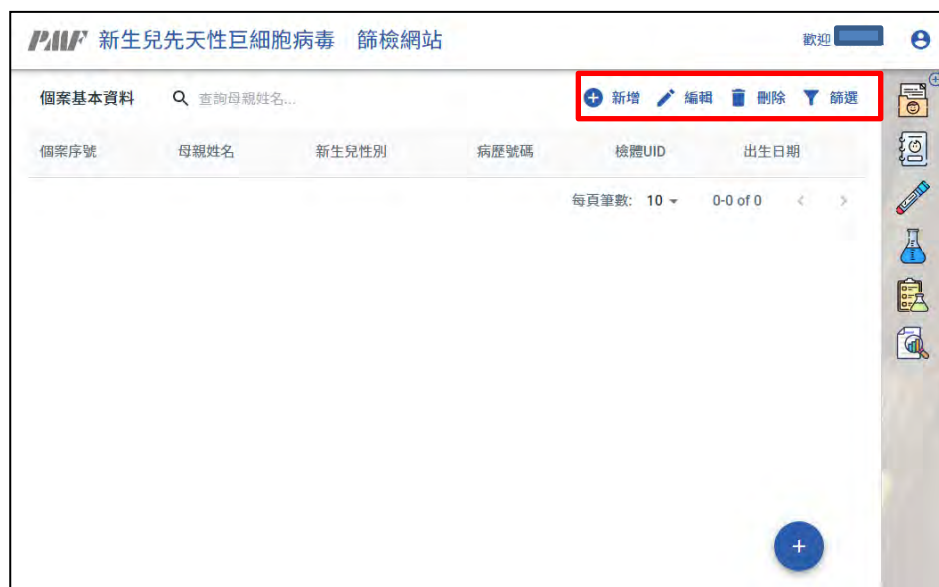 PMF 新生兒先天性巨細胞病毒 篩檢網站 歡迎
個案基本資料 查詢母親姓名... 新增 編輯 刪除 篩選
個案序號 母親姓名 新生兒性別 病歷號碼 檢體UID 出生日期
每頁筆數: 10 0-0 of 0